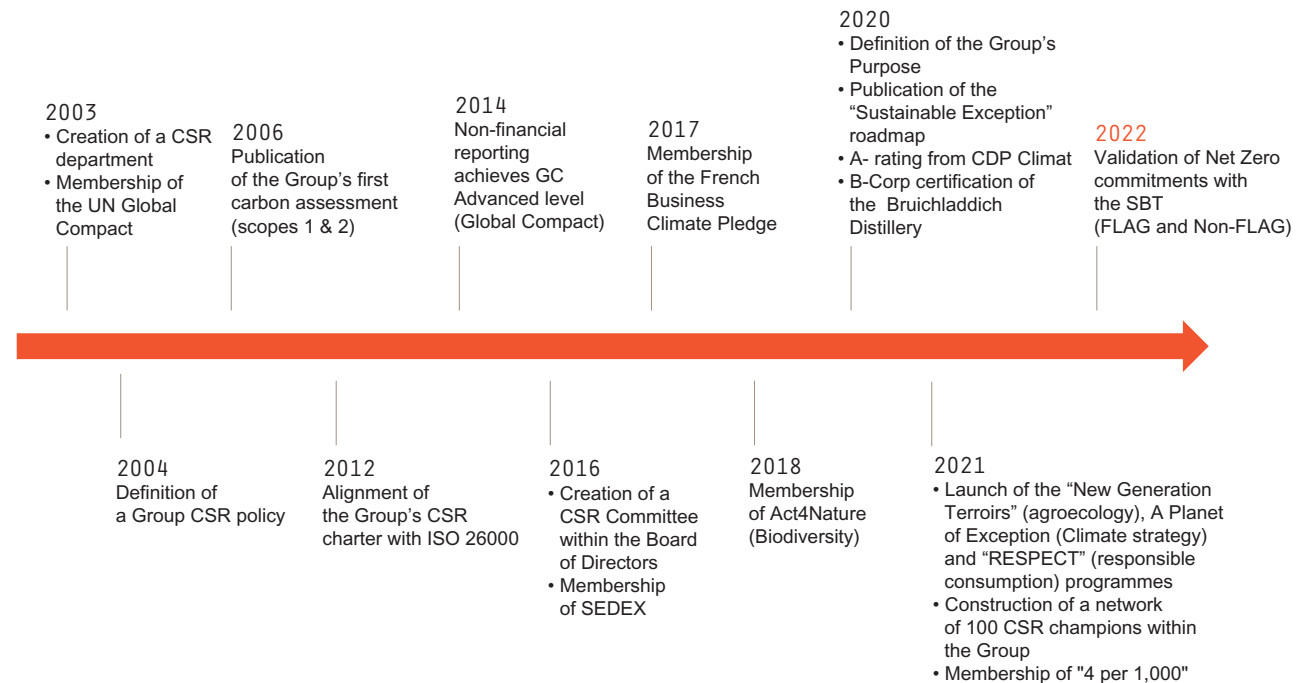 2003
• Creation of a CSR
department
• Membership of
the UN Global
Compact
2004
Definition of
a Group CSR policy
2006
Publication
of the Group’s first
carbon assessment
(scopes 1 & 2)
2012
Alignment of
the Group’s CSR
charter with ISO 26000
2014
Non-financial
reporting
achieves GC
Advanced level
(Global Compact)
2016
• Creation of a
CSR Committee
within the Board
of Directors
• Membership
of SEDEX
2017
Membership
of the French
Business
Climate Pledge
2018
Membership
of Act4Nature
(Biodiversity)
2020
• Definition of the Group’s
Purpose
• Publication of the
“Sustainable Exception”
roadmap
• A- rating from CDP Climat
• B-Corp certification of
the Bruichladdich
Distillery
2021
• Launch of the “New Generation
Terroirs” (agroecology), A Planet
of Exception (Climate strategy)
and “RESPECT” (responsible
consumption) programmes
• Construction of a network
of 100 CSR champions within
the Group
• Membership of "4 per 1,000"
2022
Validation of Net Zero
commitments with
the SBT
(FLAG and Non-FLAG)